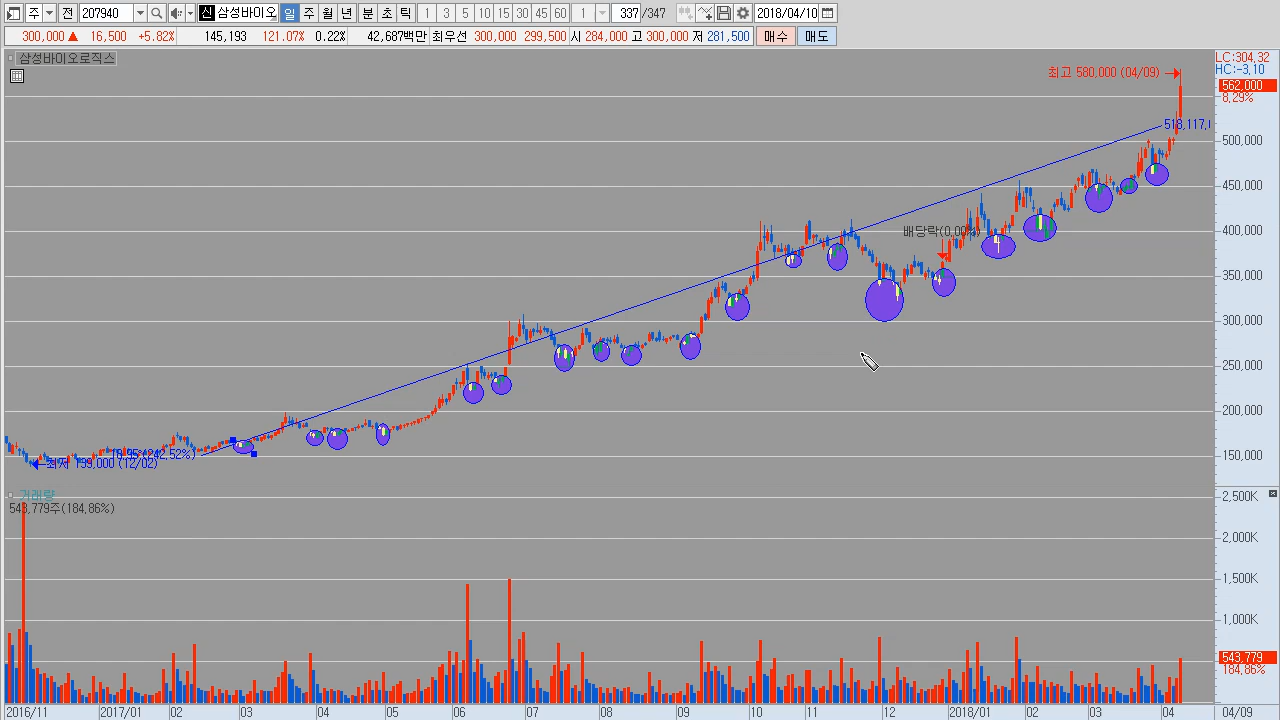 주 전 207940 신 삼성바이오 일 주 월 년 분 초 틱 1 3 5 10 15 30 45 60 1 337 /347 2018/04/10
300,000 ▲ 16,500 +5.82% 145,193 121.07% 0.22% 42,687백만 최우선 300,000 299,500 시 284,000 고 300,000 저 281,500 매수 매도
삼성바이오로직스
LC:304,32
HC:-3,10
최고 580,000 (04/09)
562,000
8.29%
518,117,
500,000
450,000
400,000
배당락(0.00%)
350,000
300,000
250,000
200,000
150,000
최저 139,000 (12/02)
거래량
543,779주(184,86%)
2,500K
2,000K
1,500K
1,000K
543,779
184,86%
2016/11 2017/01 02 03 04 05 06 07 08 09 10 11 12 2018/01 02 03 04 04/09